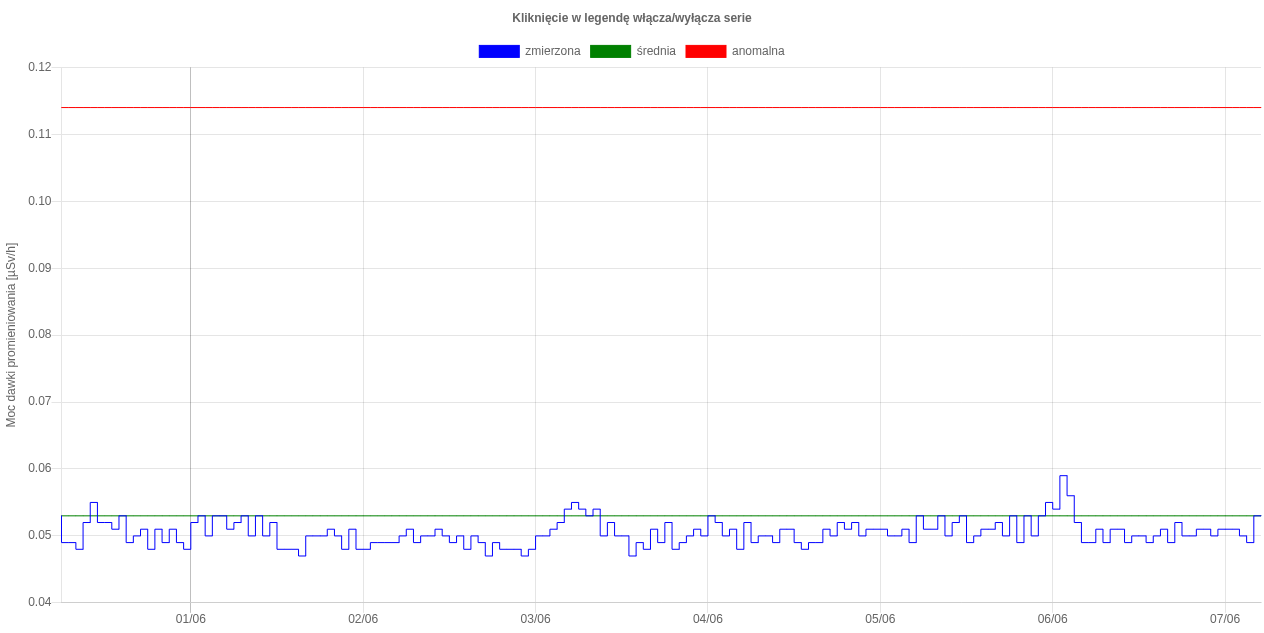 Kliknięcie w legendę włącza/wyłącza serie
zmierzona średnia anomalna
Moc dawki promieniowania [µSv/h]
0.12
0.11
0.10
0.09
0.08
0.07
0.06
0.05
0.04
01/06 02/06 03/06 04/06 05/06 06/06 07/06